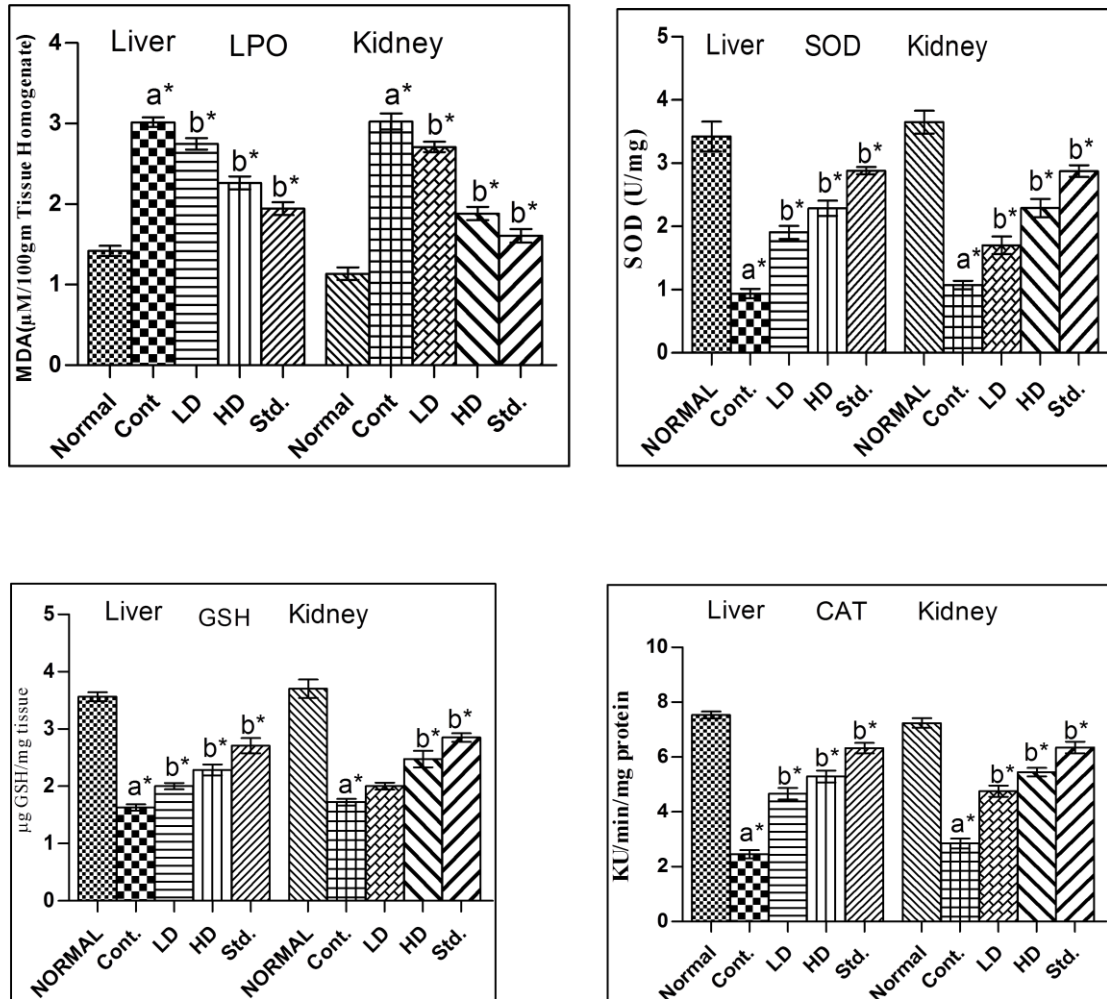 Liver LPO Kidney
MDA(µM/100gm Tissue Homogenate)
4
3
2
1
0
a* b* b* b* a* b* b* b*
Normal Cont LD HD Std. Normal Cont LD HD Std.
Liver SOD Kidney
SOD (U/mg)
5
4
3
2
1
0
a* b* b* b* a* b* b* b*
NORMAL Cont. LD HD Std. NORMAL Cont. LD HD Std.
Liver GSH Kidney
µg GSH/mg tissue
5
4
3
2
1
0
a* b* b* b* a* b* b*
NORMAL Cont. LD HD Std. NORMAL Cont. LD HD Std.
Liver CAT Kidney
KU/min/mg protein
10
8
6
4
2
0
a* b* b* b* a* b* b* b*
Normal Cont. LD HD Std. Normal Cont. LD HD Std.